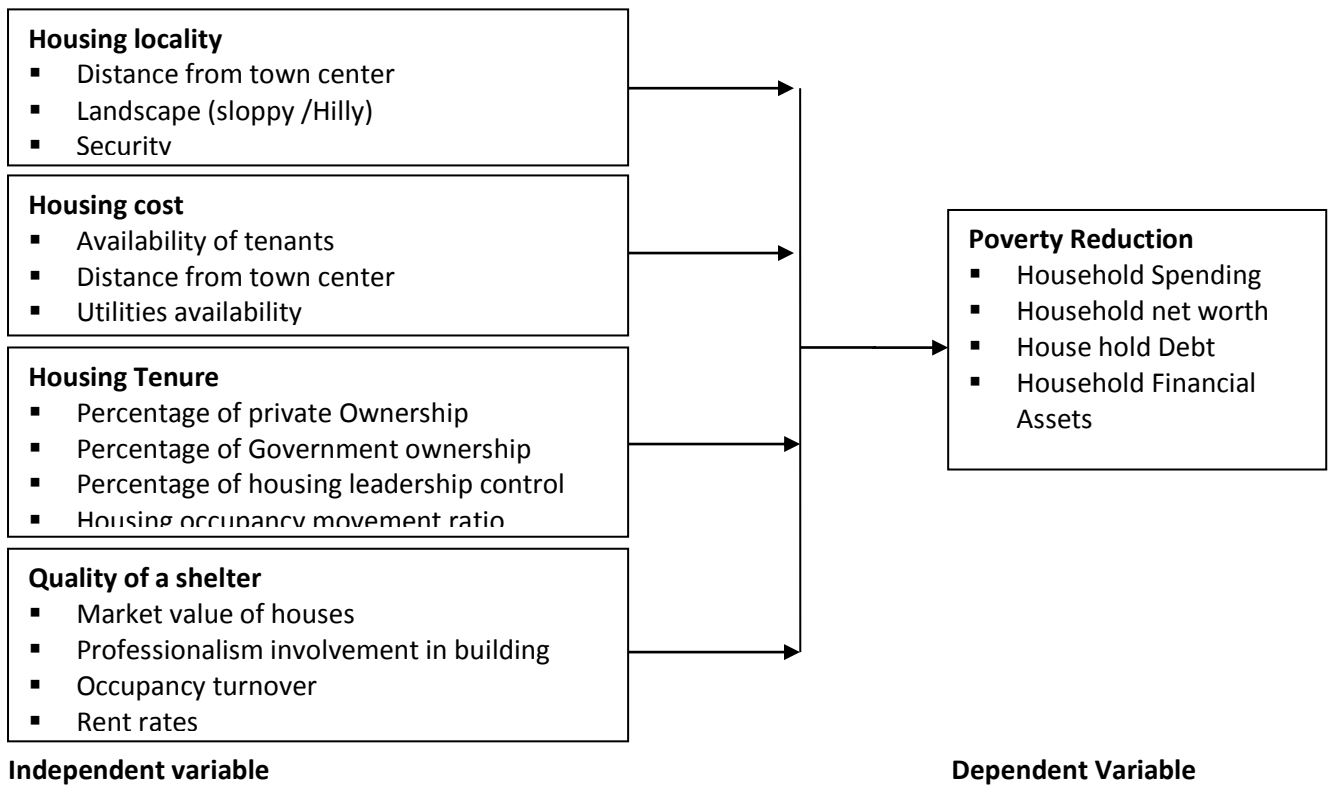 Housing locality
▪ Distance from town center
▪ Landscape (sloppy /Hilly)
▪ Security
Housing cost
▪ Availability of tenants
▪ Distance from town center
▪ Utilities availability
Housing Tenure
▪ Percentage of private Ownership
▪ Percentage of Government ownership
▪ Percentage of housing leadership control
▪ Housing occupancy movement ratio
Quality of a shelter
▪ Market value of houses
▪ Professionalism involvement in building
▪ Occupancy turnover
▪ Rent rates
Independent variable
Poverty Reduction
▪ Household Spending
▪ Household net worth
▪ House hold Debt
▪ Household Financial
Assets
Dependent Variable